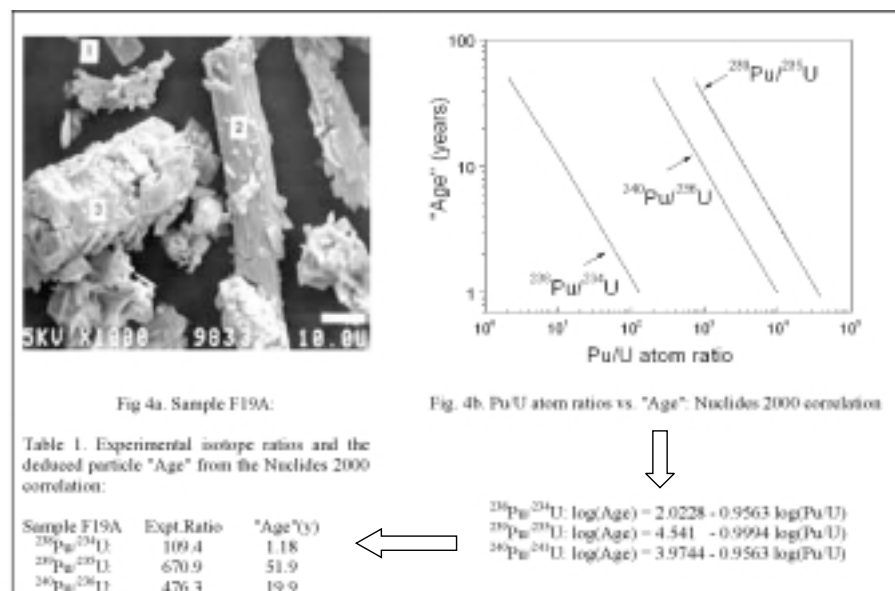 1
2
3
5KV X1000 9833 10.0U
Fig 4a. Sample F19A:
Table 1. Experimental isotope ratios and the
deduced particle "Age" from the Nuclides 2000
correlation:
Sample F19A Expt.Ratio "Age"(y)
²³⁸Pu/²³⁴U: 109.4 1.18
²³⁹Pu/²³⁵U: 670.9 51.9
²⁴⁰Pu/²³⁶U: 476.3 19.9
100
10
1
"Age" (years)
²³⁹Pu/²³⁵U
²⁴⁰Pu/²³⁶U
²³⁸Pu/²³⁴U
10⁰ 10¹ 10² 10³ 10⁴ 10⁵
Pu/U atom ratio
Fig. 4b. Pu/U atom ratios vs. "Age": Nuclides 2000 correlation
²³⁸Pu/²³⁴U: log(Age) = 2.0228 - 0.9563 log(Pu/U)
²³⁹Pu/²³⁵U: log(Age) = 4.541 - 0.9994 log(Pu/U)
²⁴⁰Pu/²⁴¹U: log(Age) = 3.9744 - 0.9563 log(Pu/U)